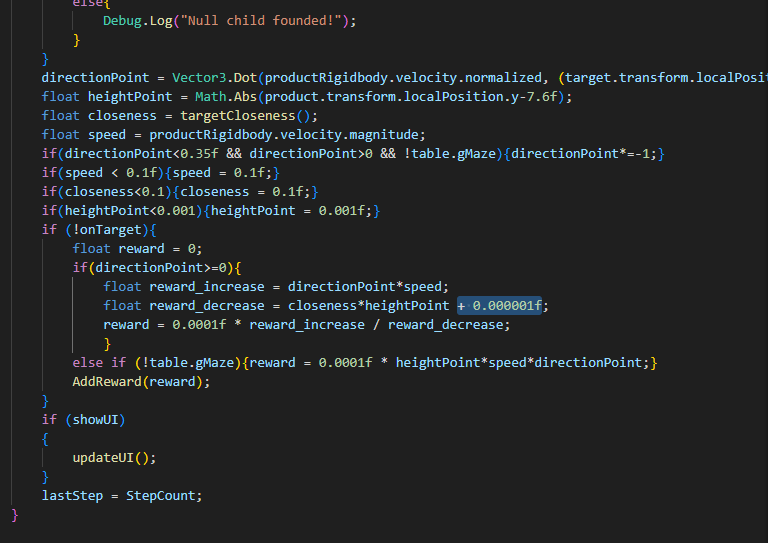 else{
Debug.Log("Null child founded!");
}
}
directionPoint = Vector3.Dot(productRigidbody.velocity.normalized, (target.transform.localPosit
float heightPoint = Math.Abs(product.transform.localPosition.y-7.6f);
float closeness = targetCloseness();
float speed = productRigidbody.velocity.magnitude;
if(directionPoint<0.35f && directionPoint>0 && !table.gMaze){directionPoint*=-1;}
if(speed < 0.1f){speed = 0.1f;}
if(closeness<0.1){closeness = 0.1f;}
if(heightPoint<0.001){heightPoint = 0.001f;}
if (!onTarget){
float reward = 0;
if(directionPoint>=0){
float reward_increase = directionPoint*speed;
float reward_decrease = closeness*heightPoint + 0.000001f;
reward = 0.0001f * reward_increase / reward_decrease;
}
else if (!table.gMaze){reward = 0.0001f * heightPoint*speed*directionPoint;}
AddReward(reward);
}
if (showUI)
{
updateUI();
}
lastStep = StepCount;
}